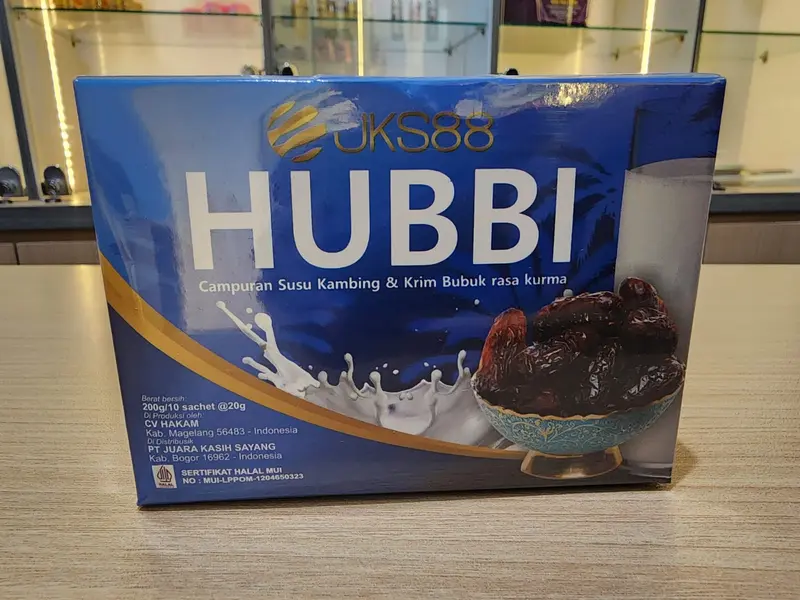 JKS88
HUBBI
Campuran Susu Kambing & Krim Bubuk rasa kurma
Berat bersih:
200g/10 sachet @20g
Di Produksi oleh:
CV HAKAM
Kab. Magelang 56483 - Indonesia
Di Distribusik
PT JUARA KASIH SAYANG
Kab. Bogor 16962 - Indonesia
HALAL
SERTIFIKAT HALAL MUI
NO : MUI-LPPOM-1204650323